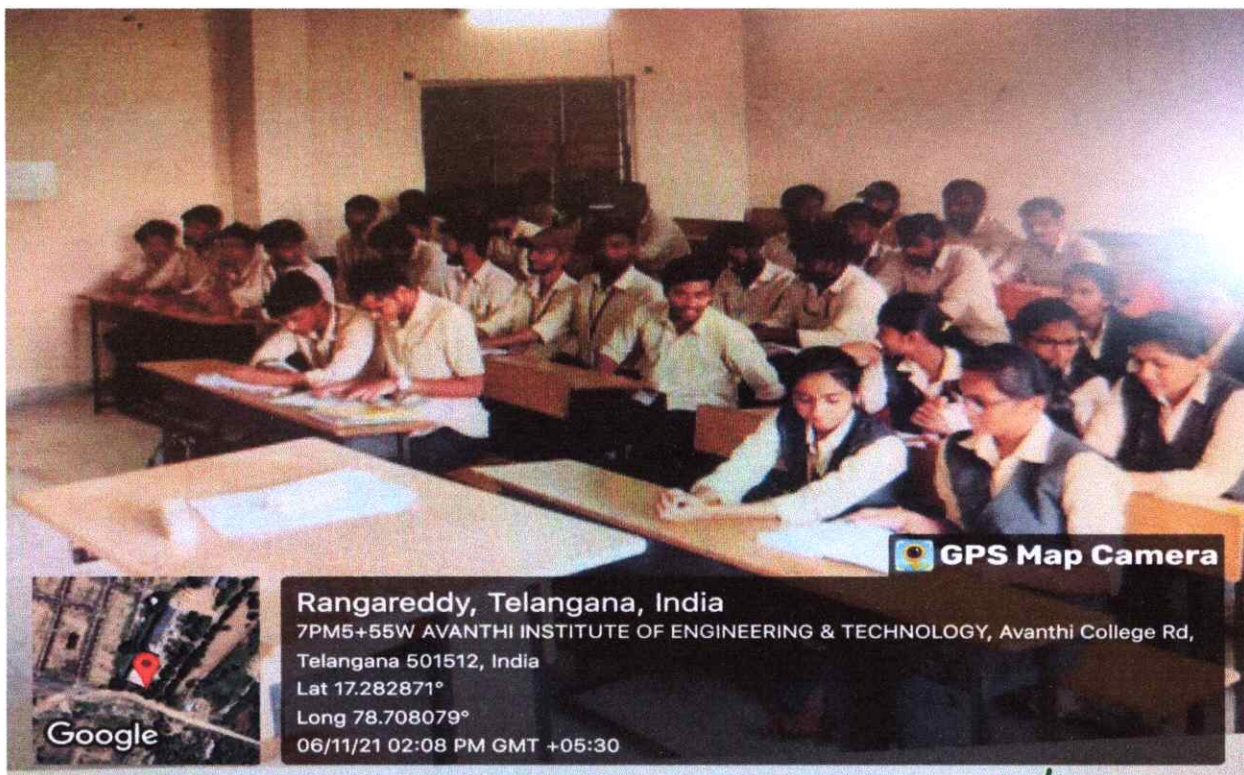 GPS Map Camera
Rangareddy, Telangana, India
7PM5+55W AVANTHI INSTITUTE OF ENGINEERING & TECHNOLOGY, Avanthi College Rd,
Telangana 501512, India
Lat 17.282871°
Long 78.708079°
06/11/21 02:08 PM GMT +05:30
Google